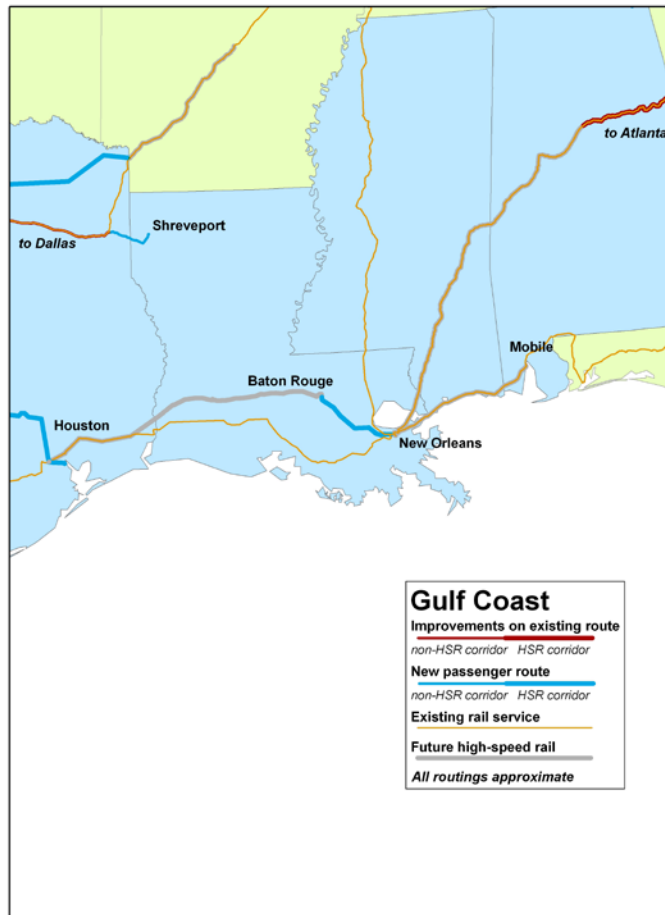 to Atlanta
Shreveport
to Dallas
Mobile
Baton Rouge
Houston
New Orleans
Gulf Coast
Improvements on existing route
non-HSR corridor HSR corridor
New passenger route
non-HSR corridor HSR corridor
Existing rail service
Future high-speed rail
All routings approximate